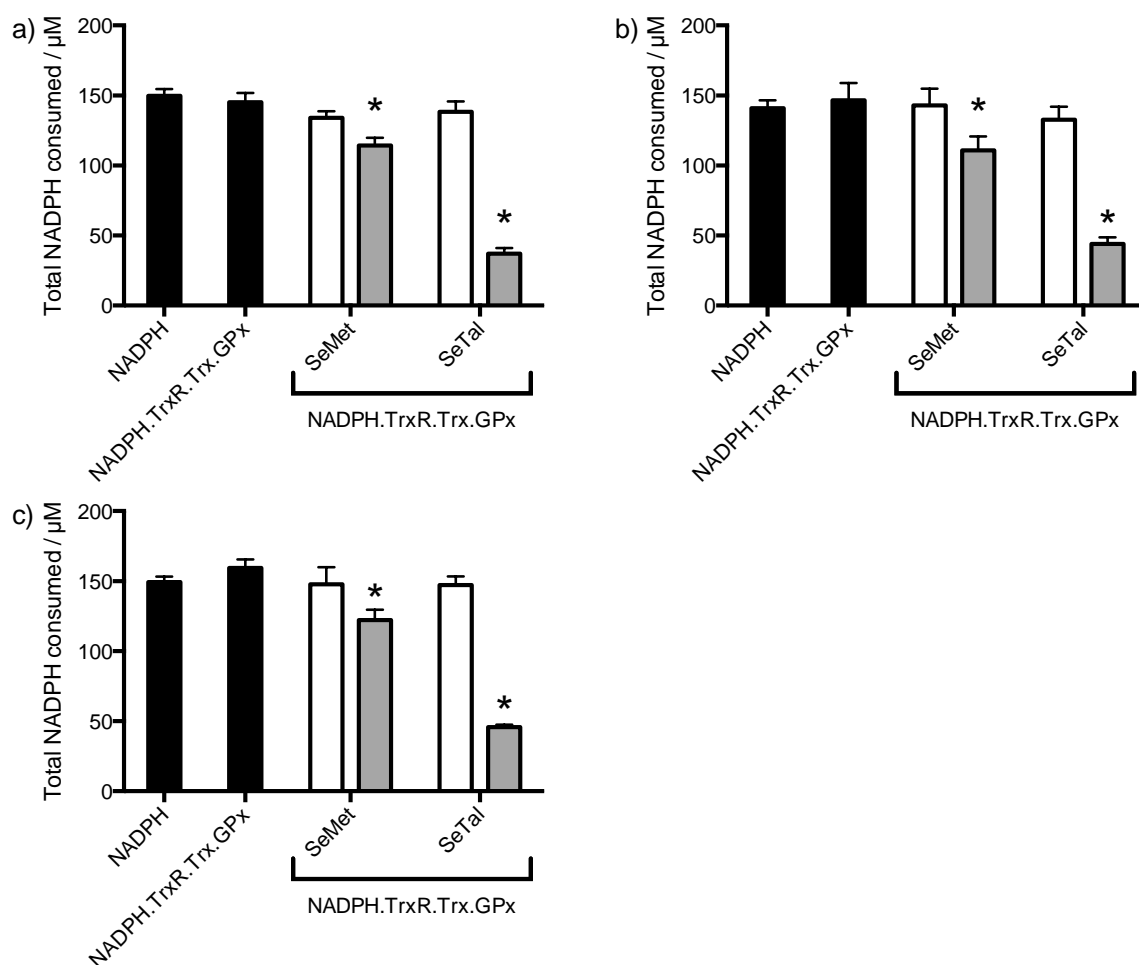 a)
Total NADPH consumed / µM
200
150
100
50
0
*
*
NADPH
NADPH.TrxR.Trx.GPx
SeMet
SeTal
NADPH.TrxR.Trx.GPx
b)
Total NADPH consumed / µM
200
150
100
50
0
*
*
NADPH
NADPH.TrxR.Trx.GPx
SeMet
SeTal
NADPH.TrxR.Trx.GPx
c)
Total NADPH consumed / µM
200
150
100
50
0
*
*
NADPH
NADPH.TrxR.Trx.GPx
SeMet
SeTal
NADPH.TrxR.Trx.GPx